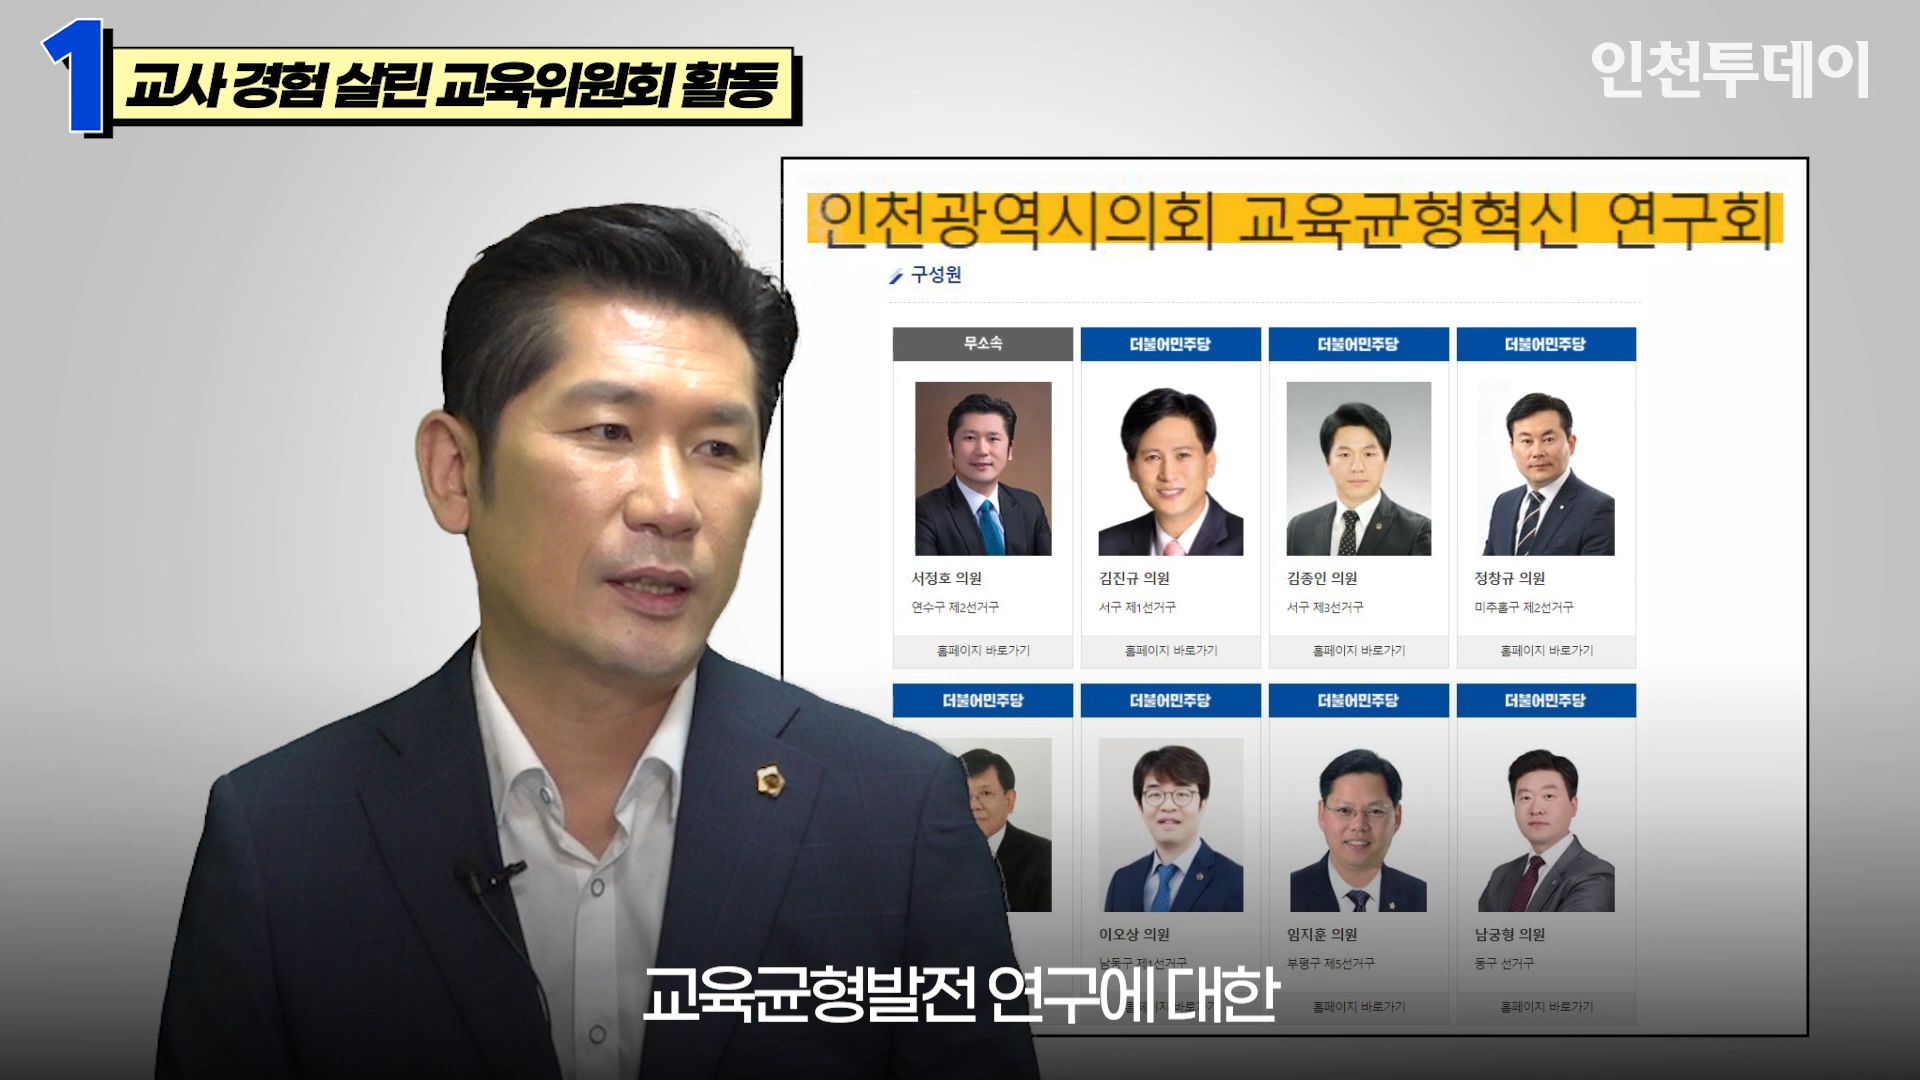 1 교사 경험 살린 교육위원회 활동
인천투데이
인천광역시의회 교육균형혁신 연구회
구성원
무소속 더불어민주당 더불어민주당 더불어민주당
서정호 의원 김진규 의원 김종인 의원 정창규 의원
연수구 제2선거구 서구 제1선거구 서구 제3선거구 미추홀구 제2선거구
홈페이지 바로가기 홈페이지 바로가기 홈페이지 바로가기 홈페이지 바로가기
더불어민주당 더불어민주당 더불어민주당 더불어민주당
이오상 의원 임지훈 의원 남궁형 의원
남동구 제1선거구 부평구 제5선거구 동구 선거구
홈페이지 바로가기 홈페이지 바로가기
교육균형발전 연구에 대한